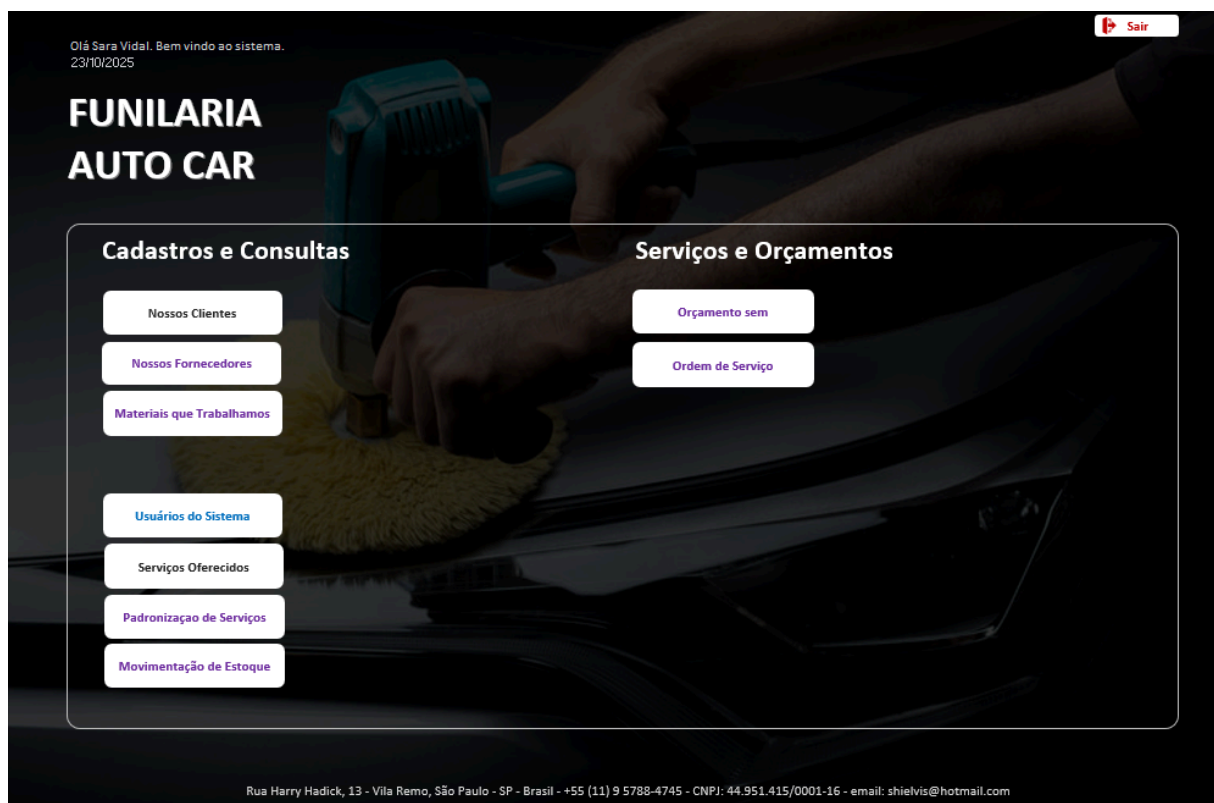 Sair
Olá Sara Vidal. Bem vindo ao sistema.
23/10/2025
FUNILARIA
AUTO CAR
Cadastros e Consultas
Nossos Clientes
Nossos Fornecedores
Materiais que Trabalhamos
Usuários do Sistema
Serviços Oferecidos
Padronizaçao de Serviços
Movimentação de Estoque
Serviços e Orçamentos
Orçamento sem
Ordem de Serviço
Rua Harry Hadick, 13 - Vila Remo, São Paulo - SP - Brasil - +55 (11) 9 5788-4745 - CNPJ: 44.951.415/0001-16 - email: shielvis@hotmail.com